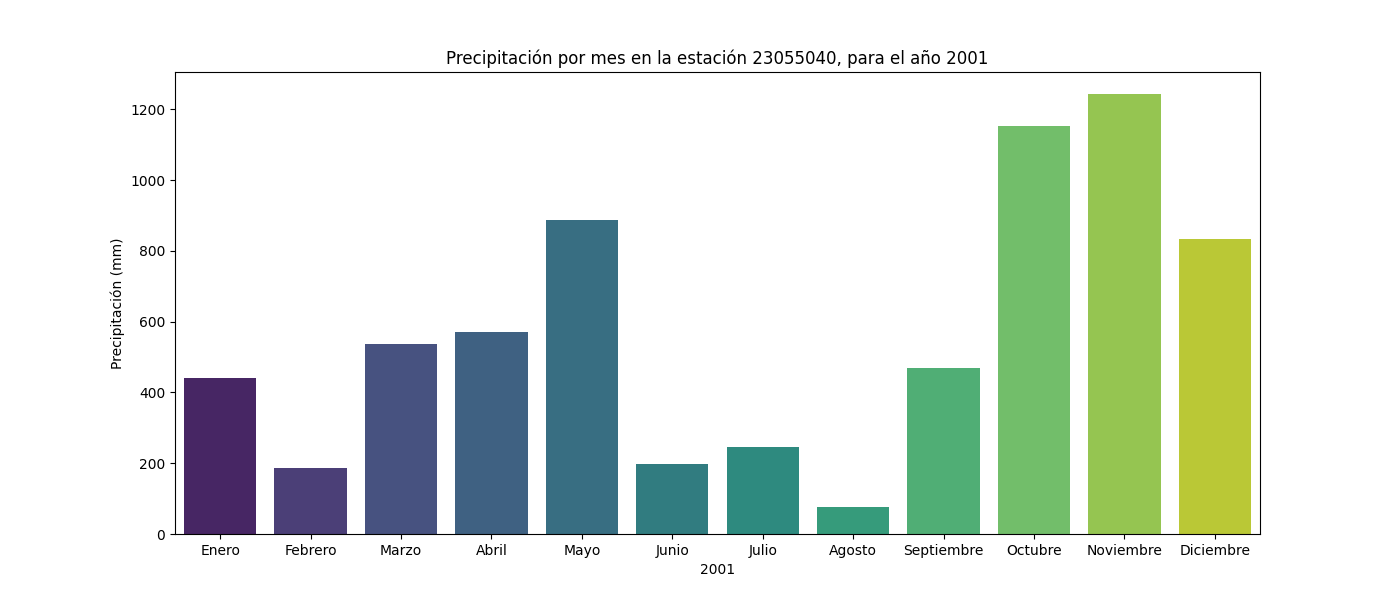 Precipitación por mes en la estación 23055040, para el año 2001
Precipitación (mm)
1200
1000
800
600
400
200
0
Enero Febrero Marzo Abril Mayo Junio Julio Agosto Septiembre Octubre Noviembre Diciembre
2001